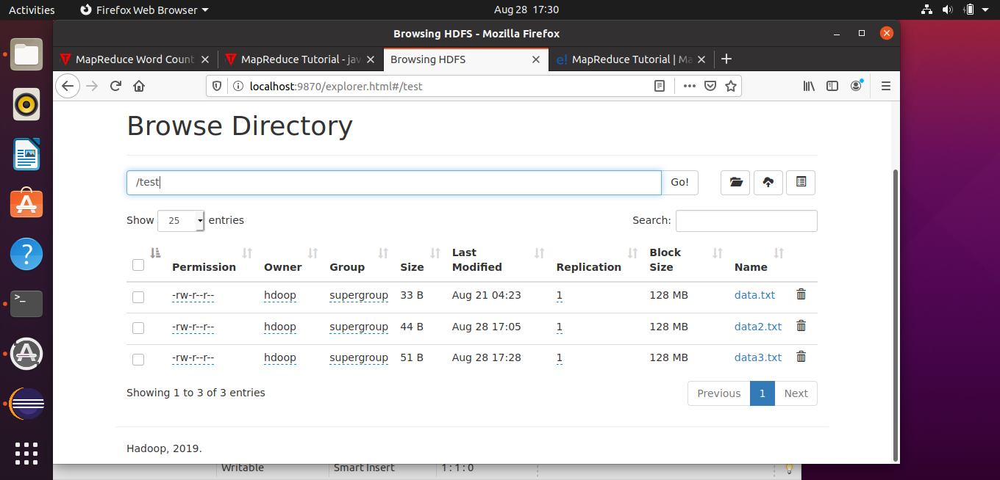 Activities Firefox Web Browser Aug 28 17:30
Browsing HDFS - Mozilla Firefox
MapReduce Word Count MapReduce Tutorial - jav Browsing HDFS e! MapReduce Tutorial | Ma
localhost:9870/explorer.html#/test
Browse Directory
/test Go!
Show 25 entries Search:
Permission Owner Group Size Last Modified Replication Block Size Name
-rw-r--r-- hdoop supergroup 33 B Aug 21 04:23 1 128 MB data.txt
-rw-r--r-- hdoop supergroup 44 B Aug 28 17:05 1 128 MB data2.txt
-rw-r--r-- hdoop supergroup 51 B Aug 28 17:28 1 128 MB data3.txt
Showing 1 to 3 of 3 entries Previous 1 Next
Hadoop, 2019.
Writable Smart Insert 1 : 1 : 0